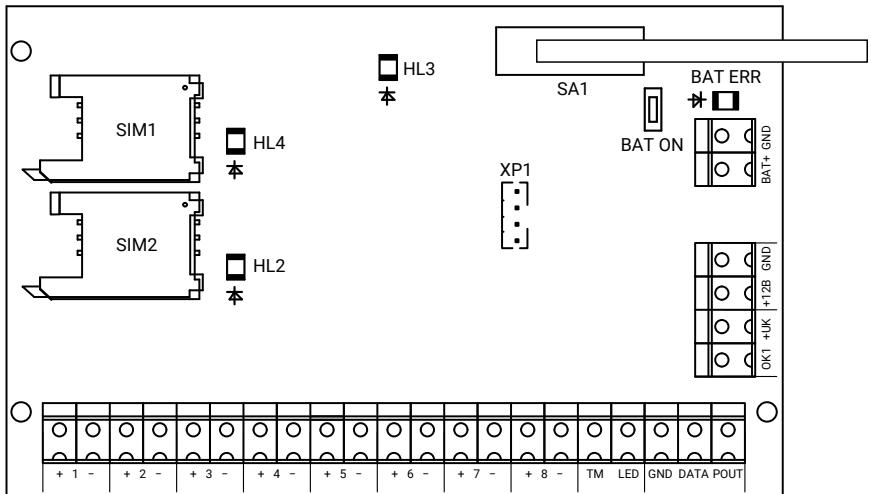 HL3
SA1
BAT ERR
SIM1
HL4
BAT ON
BAT+ GND
XP1
SIM2
HL2
OK1 +UK +12B GND
+ 1 − + 2 − + 3 − + 4 − + 5 − + 6 − + 7 − + 8 − TM LED GND DATA POUT